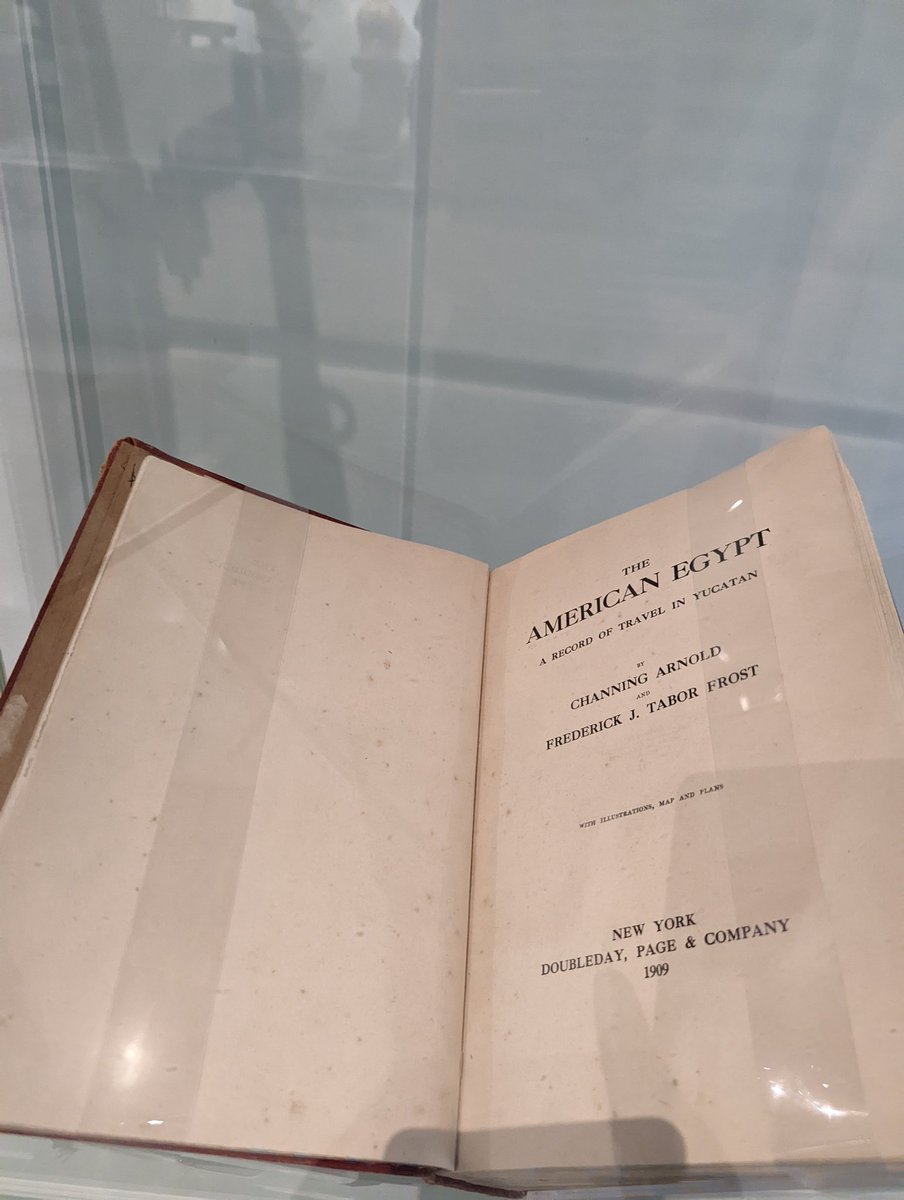 THE
AMERICAN EGYPT
A RECORD OF TRAVEL IN YUCATAN
BY
CHANNING ARNOLD
AND
FREDERICK J. TABOR FROST
WITH ILLUSTRATIONS, MAP AND PLANS
NEW YORK
DOUBLEDAY, PAGE & COMPANY
1909